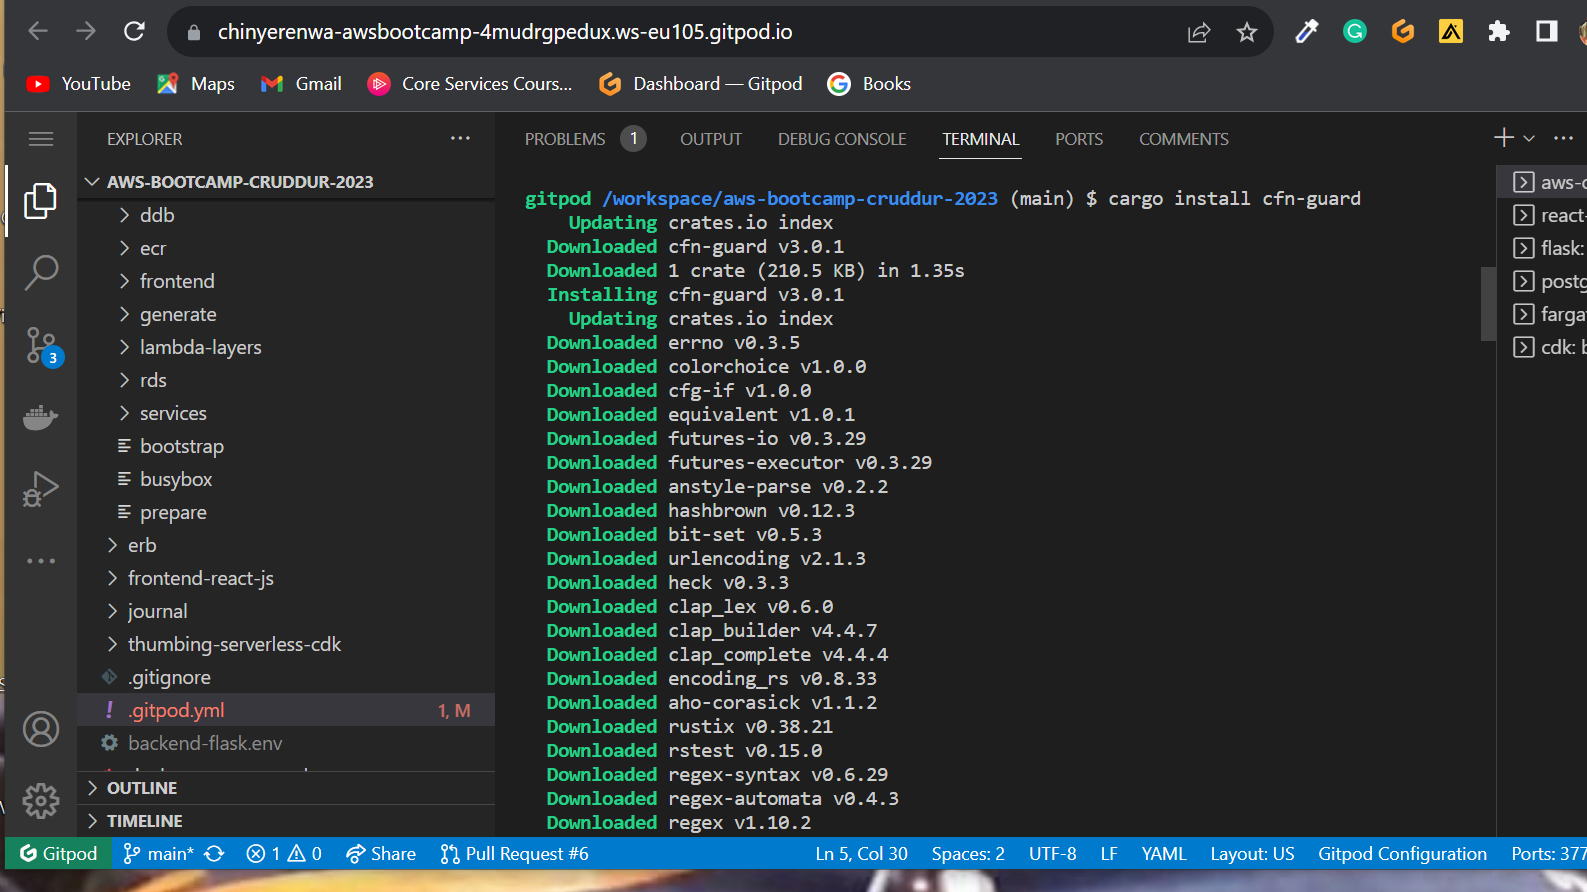 chinyerenwa-awsbootcamp-4mudrgpedux.ws-eu105.gitpod.io
YouTube Maps Gmail Core Services Cours... Dashboard — Gitpod Books
EXPLORER
AWS-BOOTCAMP-CRUDDUR-2023
ddb
ecr
frontend
generate
lambda-layers
rds
services
bootstrap
busybox
prepare
erb
frontend-react-js
journal
thumbing-serverless-cdk
.gitignore
! .gitpod.yml 1, M
backend-flask.env
OUTLINE
TIMELINE
3
PROBLEMS 1 OUTPUT DEBUG CONSOLE TERMINAL PORTS COMMENTS
gitpod /workspace/aws-bootcamp-cruddur-2023 (main) $ cargo install cfn-guard
Updating crates.io index
Downloaded cfn-guard v3.0.1
Downloaded 1 crate (210.5 KB) in 1.35s
Installing cfn-guard v3.0.1
Updating crates.io index
Downloaded errno v0.3.5
Downloaded colorchoice v1.0.0
Downloaded cfg-if v1.0.0
Downloaded equivalent v1.0.1
Downloaded futures-io v0.3.29
Downloaded futures-executor v0.3.29
Downloaded anstyle-parse v0.2.2
Downloaded hashbrown v0.12.3
Downloaded bit-set v0.5.3
Downloaded urlencoding v2.1.3
Downloaded heck v0.3.3
Downloaded clap_lex v0.6.0
Downloaded clap_builder v4.4.7
Downloaded clap_complete v4.4.4
Downloaded encoding_rs v0.8.33
Downloaded aho-corasick v1.1.2
Downloaded rustix v0.38.21
Downloaded rstest v0.15.0
Downloaded regex-syntax v0.6.29
Downloaded regex-automata v0.4.3
Downloaded regex v1.10.2
aws-c
react-
flask:
postg
fargat
cdk: b
Gitpod main* 1 0 Share Pull Request #6 Ln 5, Col 30 Spaces: 2 UTF-8 LF YAML Layout: US Gitpod Configuration Ports: 377